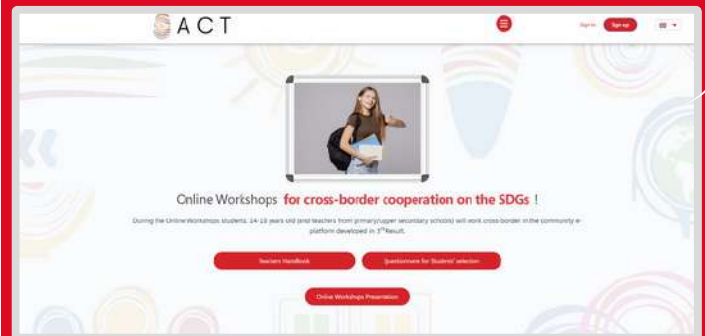 ACT
Sign in
Sign up
Online Workshops for cross-border cooperation on the SDGs !
During the Online Workshops students, 14-18 years old (and teachers from primary/upper secondary schools) will work cross-border in the community e-
platform developed in 3rd Result.
Teachers Handbook
Questionnaire for Students' selection
Online Workshops Presentation